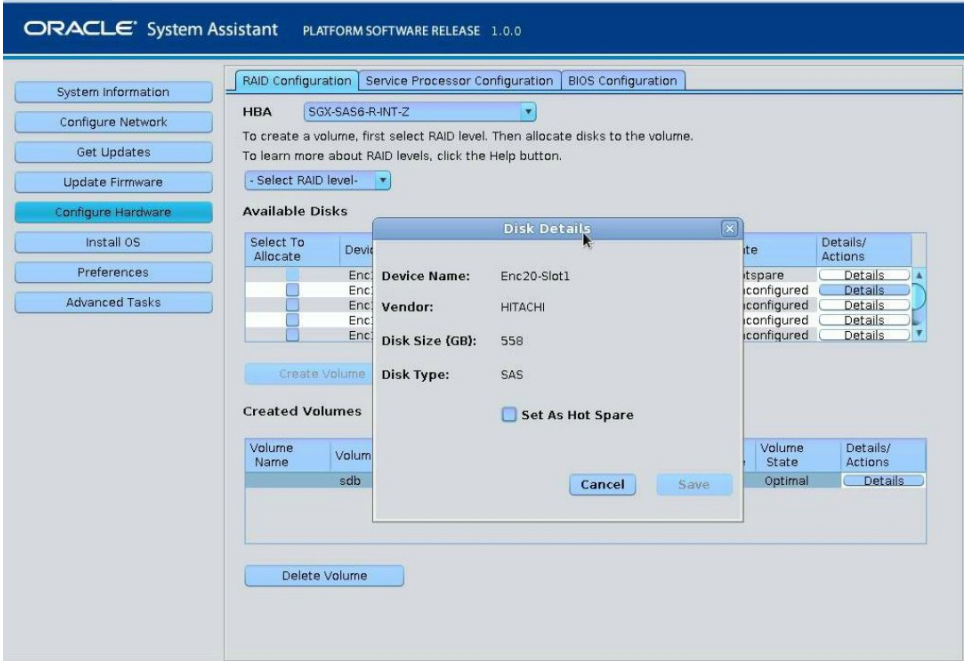 ORACLE System Assistant PLATFORM SOFTWARE RELEASE 1.0.0
System Information
Configure Network
Get Updates
Update Firmware
Configure Hardware
Install OS
Preferences
Advanced Tasks
RAID Configuration Service Processor Configuration BIOS Configuration
HBA SGX-SAS6-R-INT-Z
To create a volume, first select RAID level. Then allocate disks to the volume.
To learn more about RAID levels, click the Help button.
- Select RAID level-
Available Disks
Select To
Allocate
Details/
Actions
Details
Details
Details
Details
Details
Create Volume
Created Volumes
Volume
Name
sdb
Volume
State
Details/
Actions
Optimal Details
Delete Volume
Disk Details
Device Name: Enc20-Slot1
Vendor: HITACHI
Disk Size (GB): 558
Disk Type: SAS
Set As Hot Spare
Cancel Save